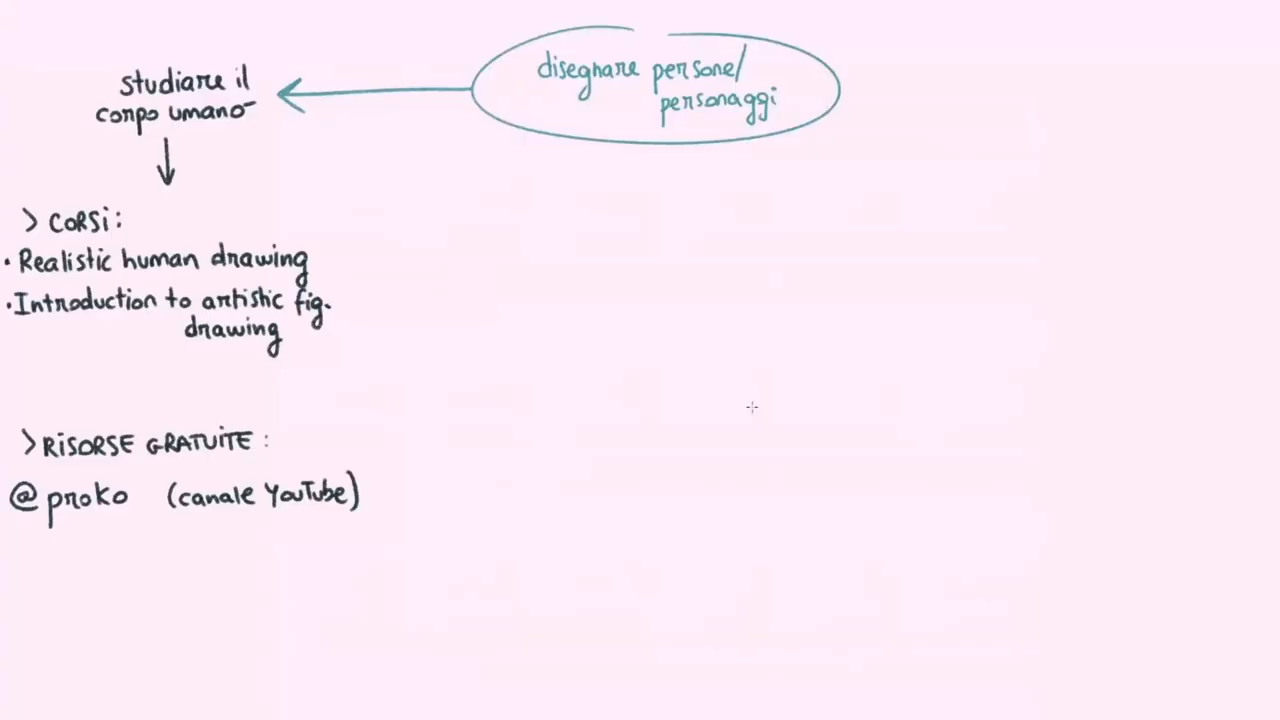 disegnare persone/
personaggi
studiare il
corpo umano
> CORSi:
• Realistic human drawing
• Introduction to artistic fig.
drawing
> RiSORSE GRATUiTE :
@proko (canale YouTube)